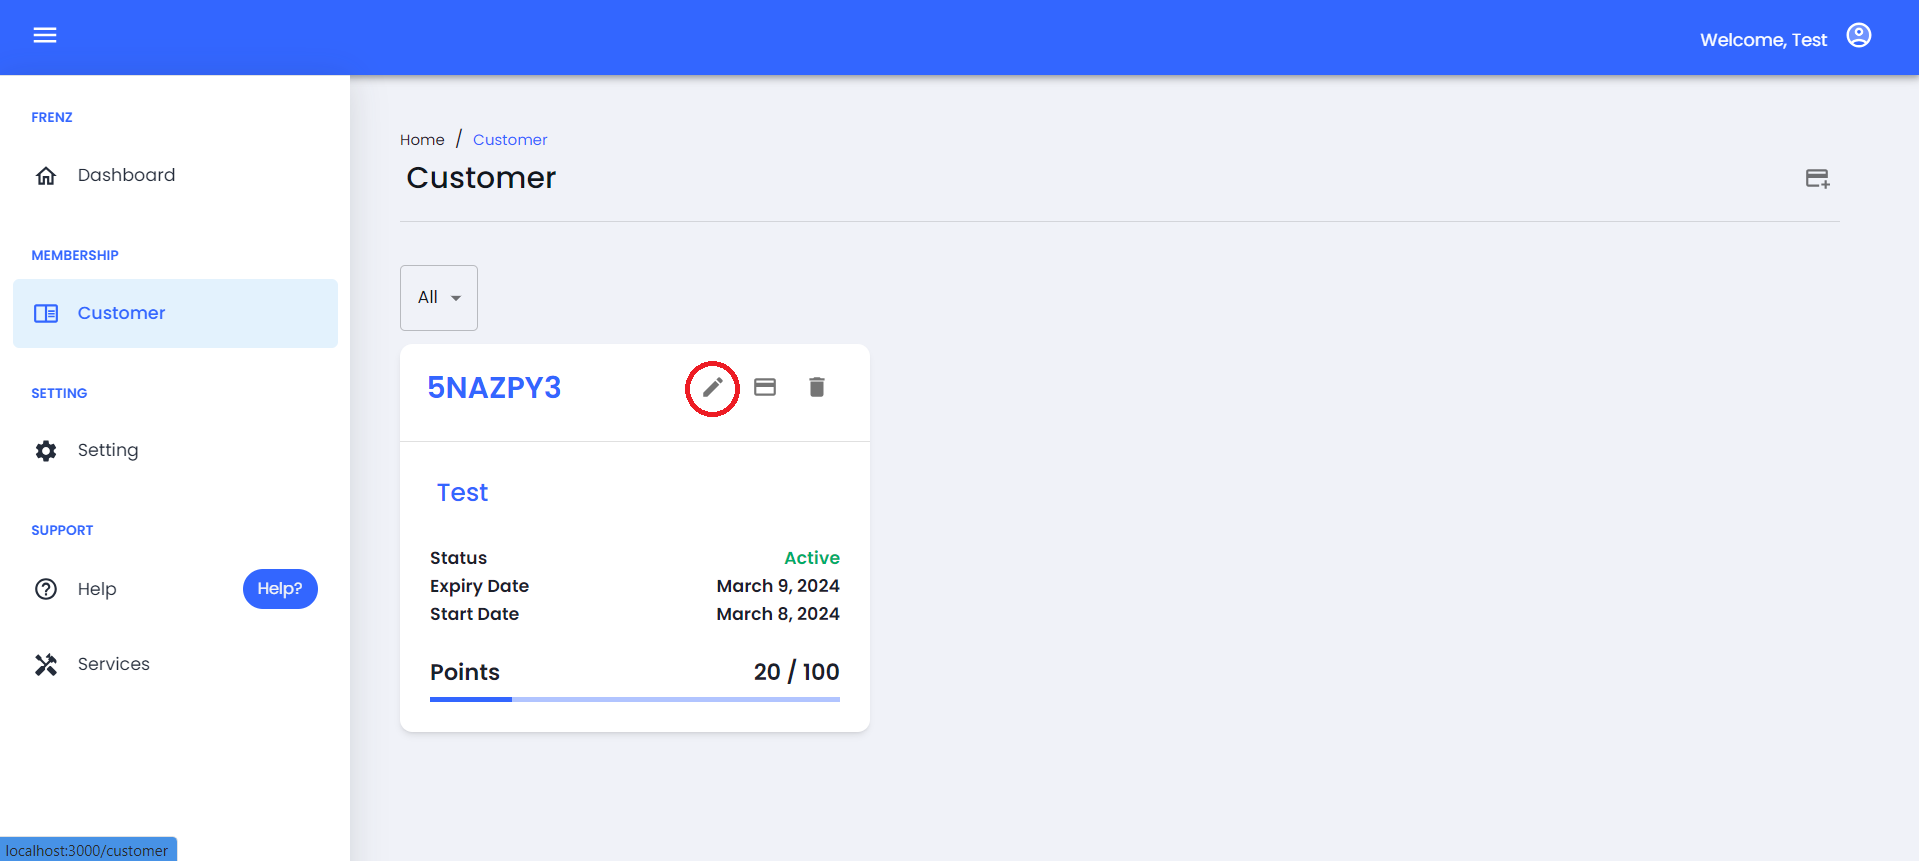 Welcome, Test
FRENZ
Dashboard
MEMBERSHIP
Customer
SETTING
Setting
SUPPORT
Help
Help?
Services
Home / Customer
Customer
All
5NAZPY3
Test
Status Active
Expiry Date March 9, 2024
Start Date March 8, 2024
Points 20 / 100
localhost:3000/customer